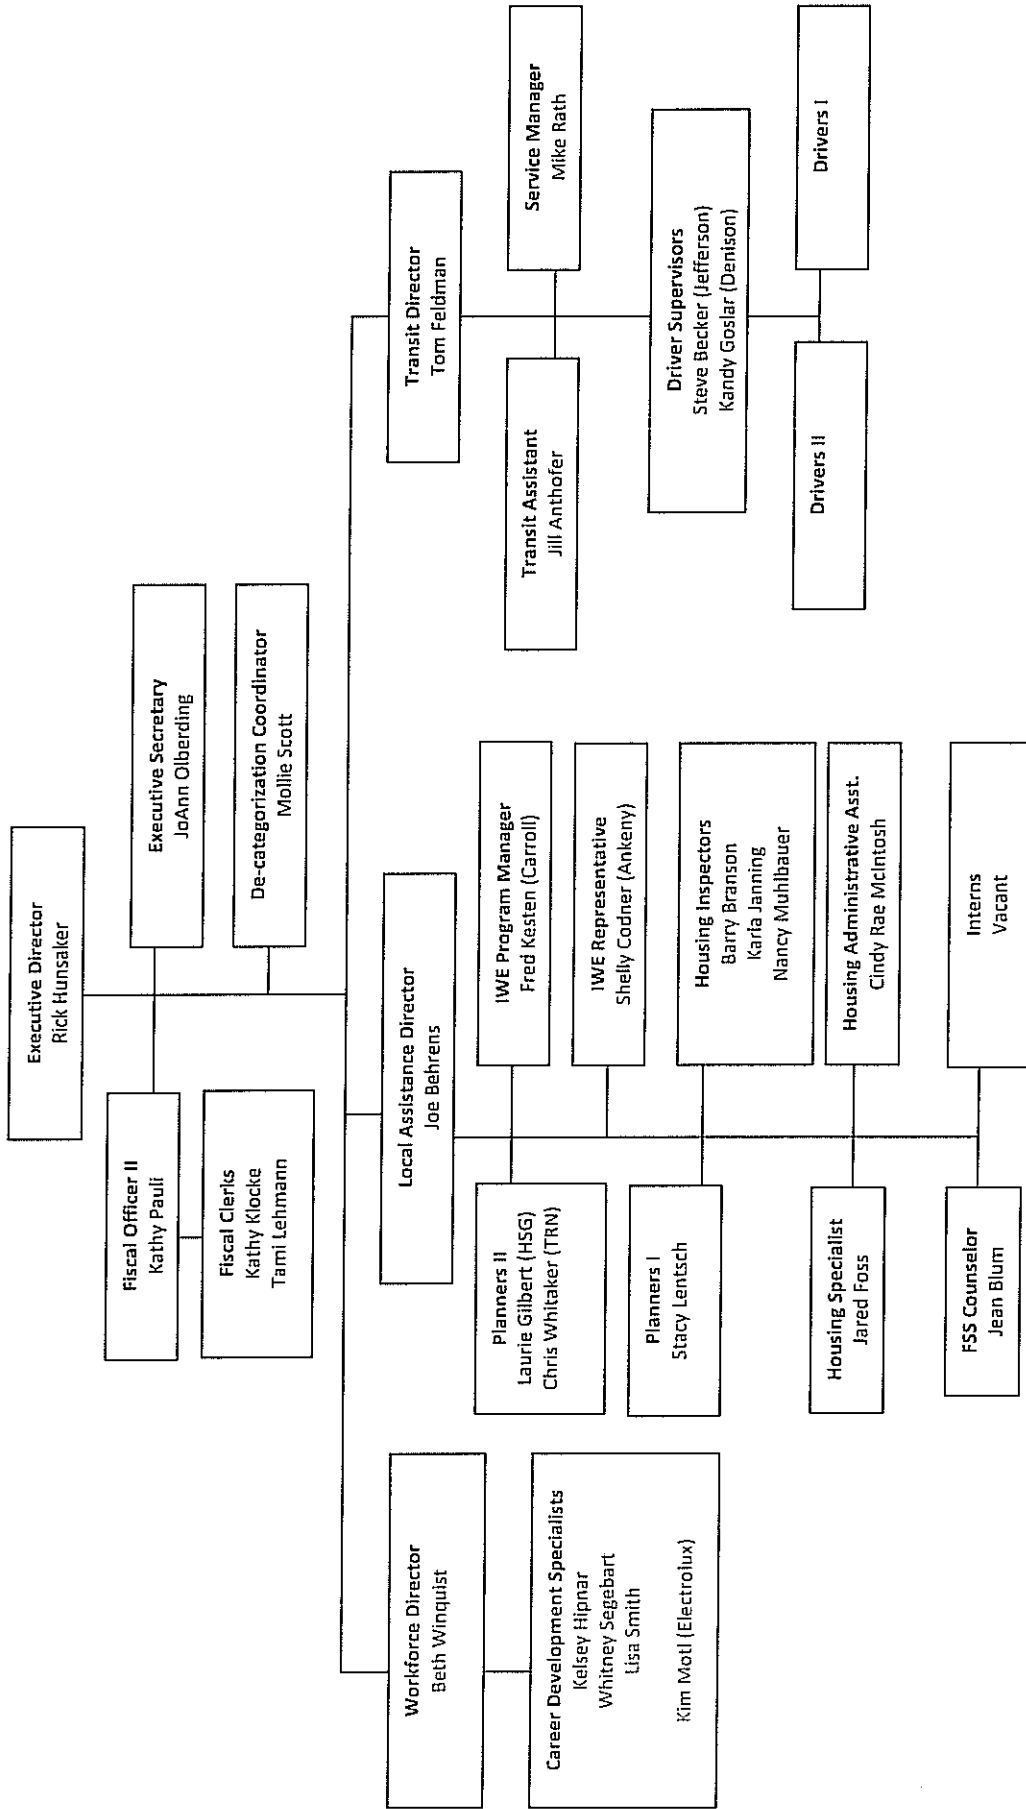 Executive Director
Rick Hunsaker
Fiscal Officer II
Kathy Pauli
Executive Secretary
JoAnn Olberding
Fiscal Clerks
Kathy Klocke
Tami Lehmann
De-categorization Coordinator
Mollie Scott
Workforce Director
Beth Winquist
Career Development Specialists
Kelsey Hipnar
Whitney Segebart
Lisa Smith
Kim Motl (Electrolux)
Local Assistance Director
Joe Behrens
Planners II
Laurie Gilbert (HSG)
Chris Whitaker (TRN)
IWE Program Manager
Fred Kesten (Carroll)
IWE Representative
Shelly Codner (Ankeny)
Planners I
Stacy Lentsch
Housing Inspectors
Barry Branson
Karla Janning
Nancy Muhlbauer
Housing Specialist
Jared Foss
Housing Administrative Asst.
Cindy Rae McIntosh
FSS Counselor
Jean Blum
Interns
Vacant
Transit Director
Tom Feldman
Transit Assistant
Jill Anthofer
Service Manager
Mike Rath
Driver Supervisors
Steve Becker (Jefferson)
Kandy Goslar (Denison)
Drivers II
Drivers I